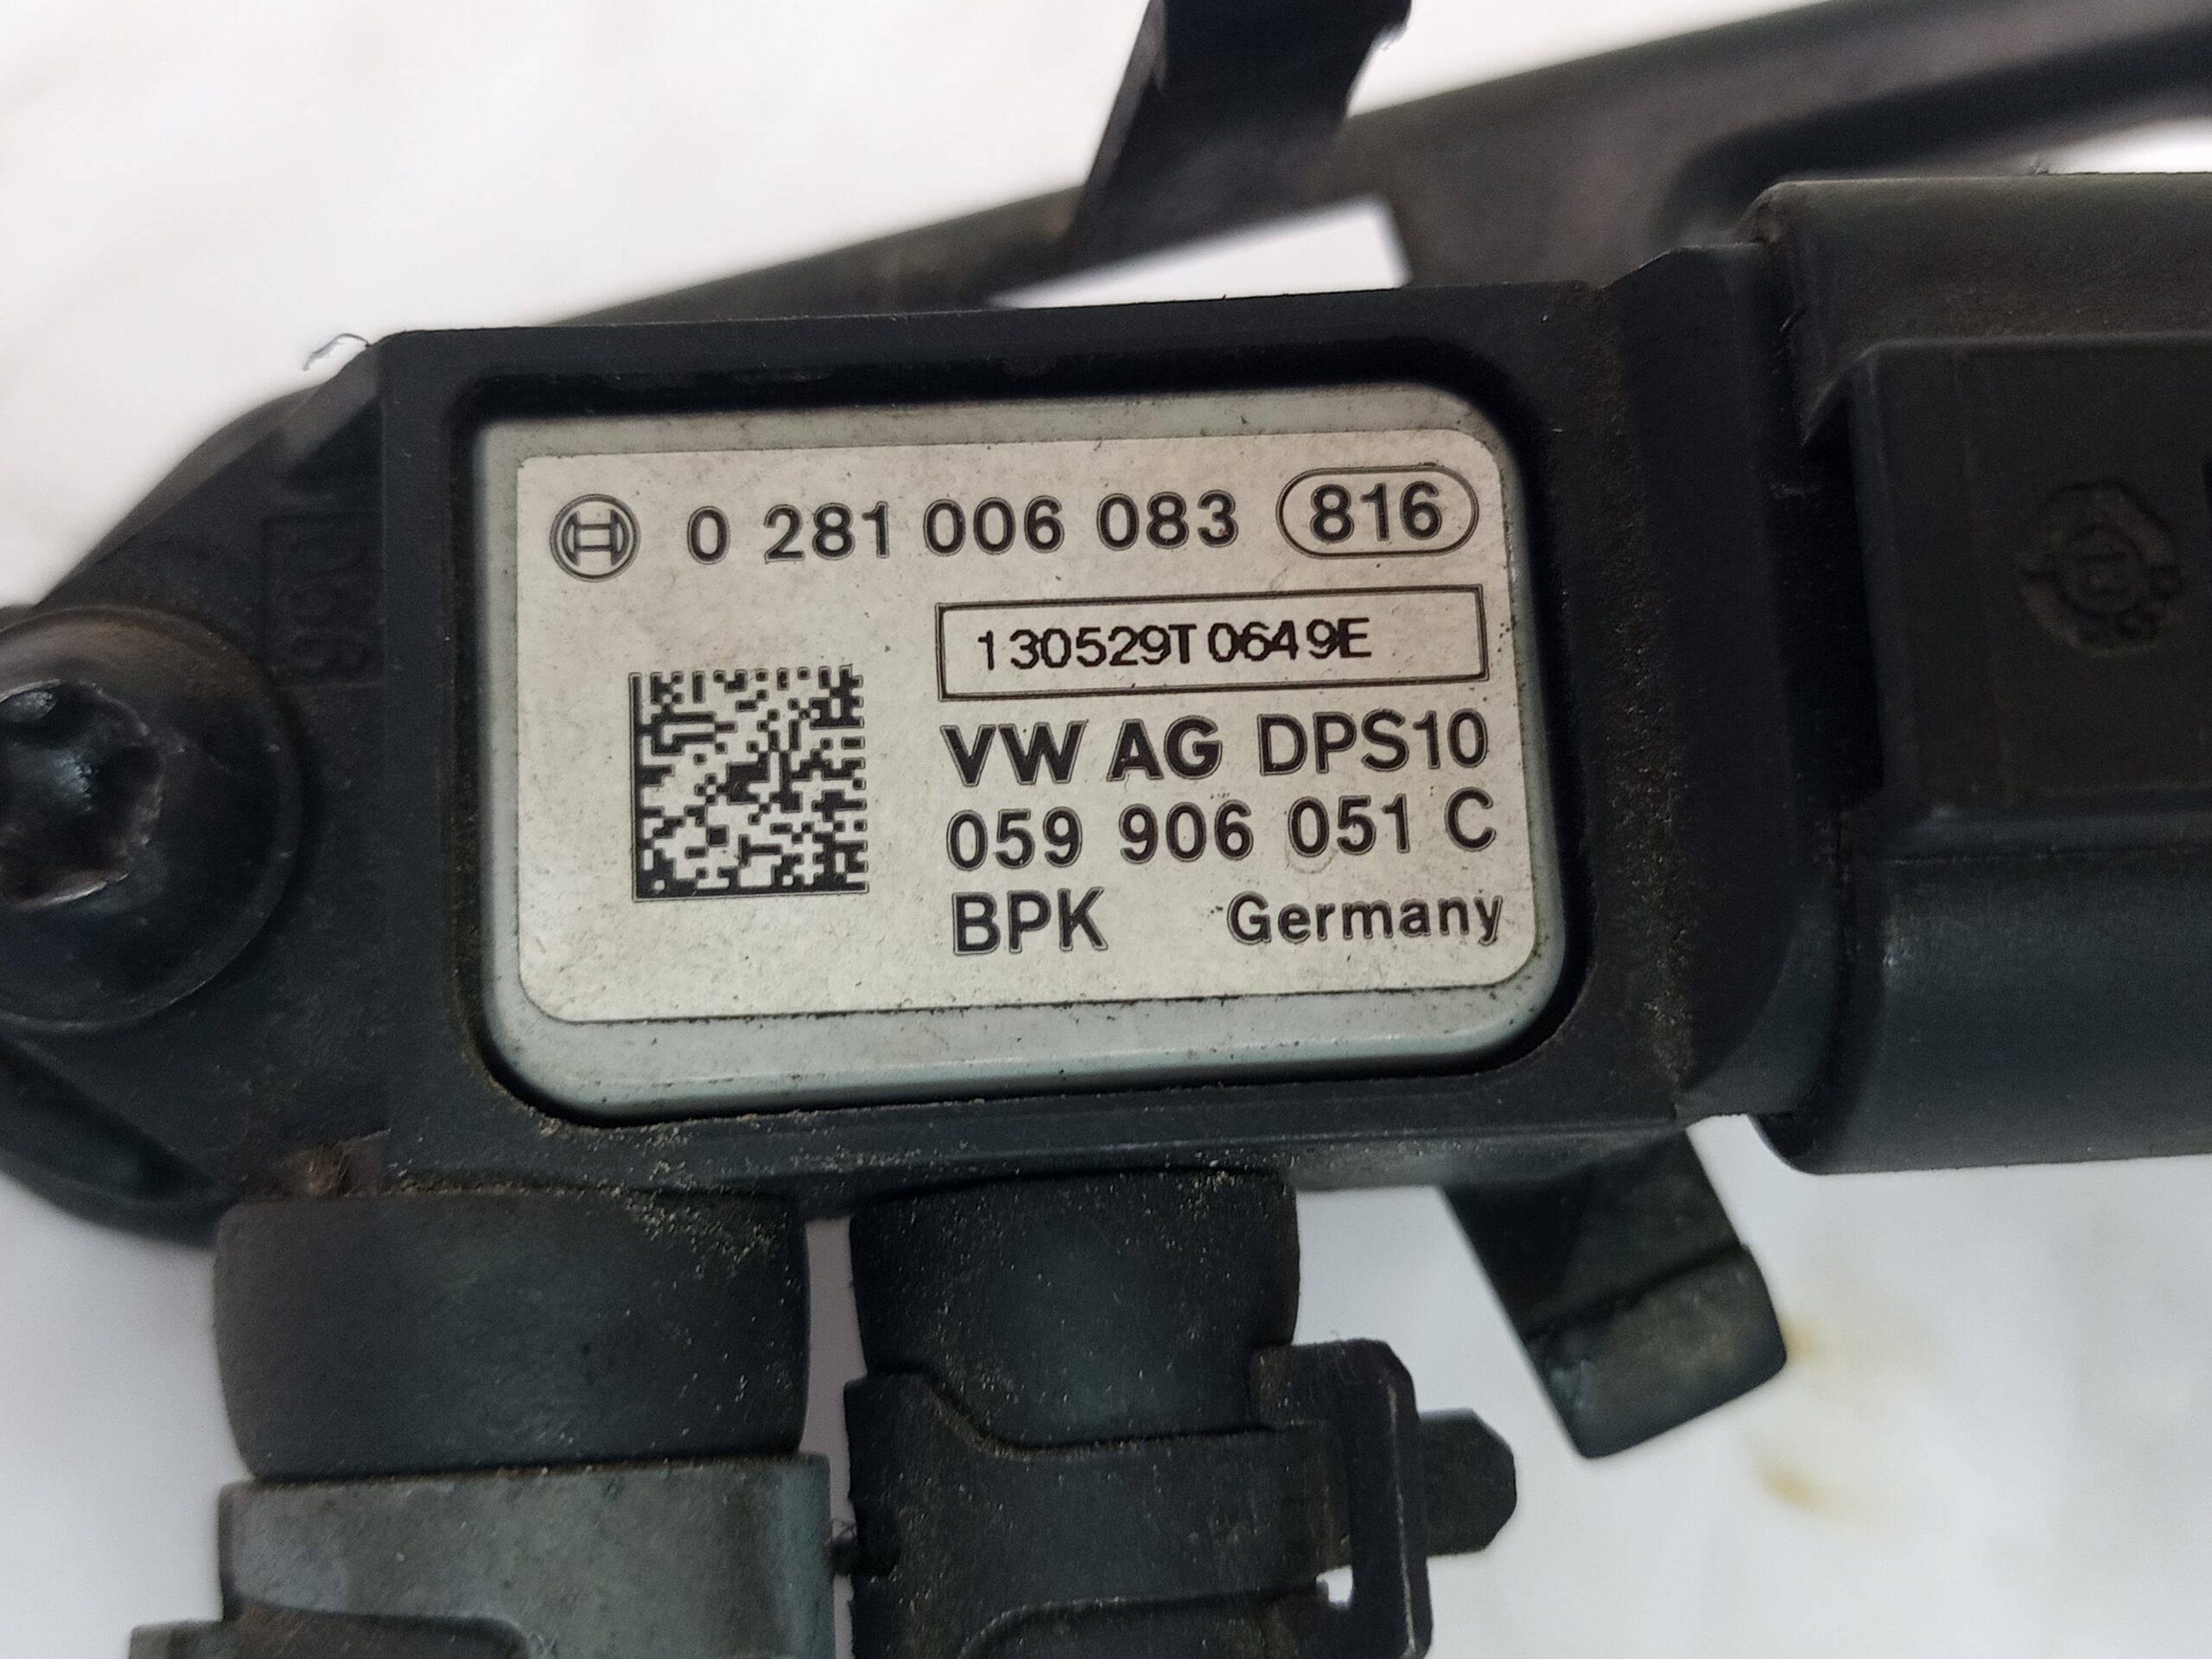 0 281 006 083 816
130529T0649E
VW AG DPS10
059 906 051 C
BPK Germany